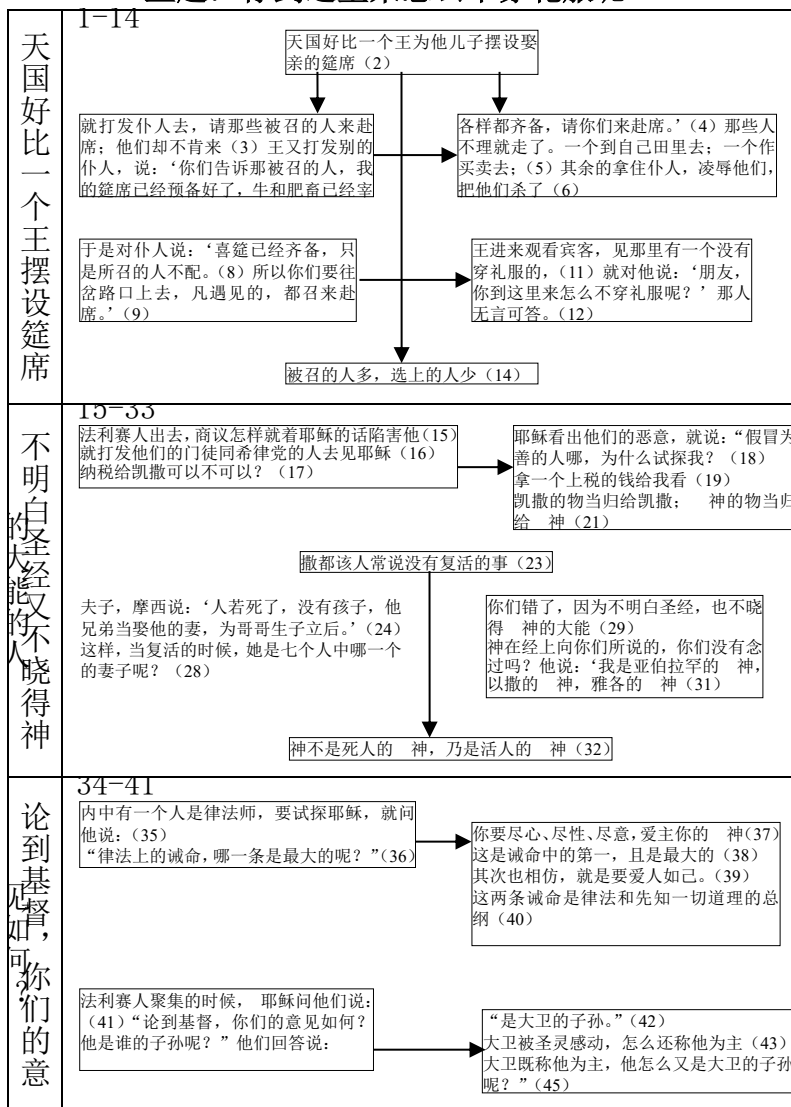 天国好比一个王摆设筵席
1-14
天国好比一个王为他儿子摆设娶
亲的筵席（2）
就打发仆人去，请那些被召的人来赴
席；他们却不肯来（3）王又打发别的
仆人，说：‘你们告诉那被召的人，我
的筵席已经预备好了，牛和肥畜已经宰
各样都齐备，请你们来赴席。’（4）那些人
不理就走了。一个到自己田里去；一个作
买卖去；（5）其余的拿住仆人，凌辱他们，
把他们杀了（6）
于是对仆人说：‘喜筵已经齐备，只
是所召的人不配。（8）所以你们要往
岔路口上去，凡遇见的，都召来赴
席。’（9）
王进来观看宾客，见那里有一个没有
穿礼服的，（11）就对他说：‘朋友，
你到这里来怎么不穿礼服呢？’那人
无言可答。（12）
被召的人多，选上的人少（14）
不明白圣经又不晓得神
的大能的人
15-33
法利赛人出去，商议怎样就着耶稣的话陷害他(15)
就打发他们的门徒同希律党的人去见耶稣（16）
纳税给凯撒可以不可以？（17）
耶稣看出他们的恶意，就说：“假冒为
善的人哪，为什么试探我？（18）
拿一个上税的钱给我看（19）
凯撒的物当归给凯撒；　神的物当归
给　神（21）
撒都该人常说没有复活的事（23）
夫子，摩西说：‘人若死了，没有孩子，他
兄弟当娶他的妻，为哥哥生子立后。’（24）
这样，当复活的时候，她是七个人中哪一个
的妻子呢？（28）
你们错了，因为不明白圣经，也不晓
得　神的大能（29）
神在经上向你们所说的，你们没有念
过吗？他说：‘我是亚伯拉罕的　神，
以撒的　神，雅各的　神（31）
神不是死人的　神，乃是活人的　神（32）
论到基督，你们的意
见如何？
34-41
内中有一个人是律法师，要试探耶稣，就问
他说：（35）
“律法上的诫命，哪一条是最大的呢？”(36)
你要尽心、尽性、尽意，爱主你的　神(37)
这是诫命中的第一，且是最大的（38）
其次也相仿，就是要爱人如己。（39）
这两条诫命是律法和先知一切道理的总
纲（40）
法利赛人聚集的时候， 耶稣问他们说：
（41）“论到基督，你们的意见如何？
他是谁的子孙呢？”他们回答说：
“是大卫的子孙。”（42）
大卫被圣灵感动，怎么还称他为主（43）
大卫既称他为主，他怎么又是大卫的子孙
呢？”（45）